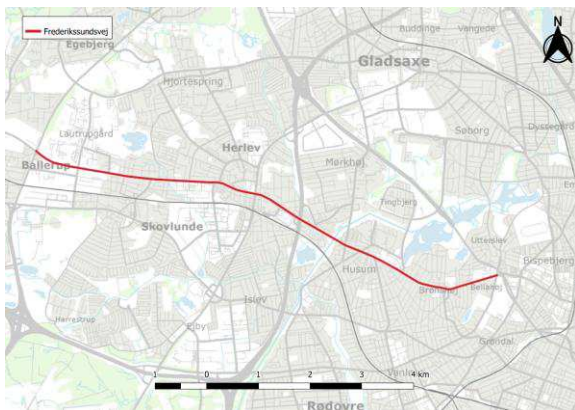 Frederikssundsvej
N
Egebjerg
Buddinge
Vangede
Hjortespring
Gladsaxe
Lautrupgård
Herlev
Mørkhøj
Søborg
Dyssegård
Ballerup
Tingbjerg
Skovlunde
Utterslev
Husum
Bispebjerg
Brønshøj
Bellahøj
Islev
Harrestrup
Ejby
Grøndal
1 0 1 2 3 4 km
Rødovre